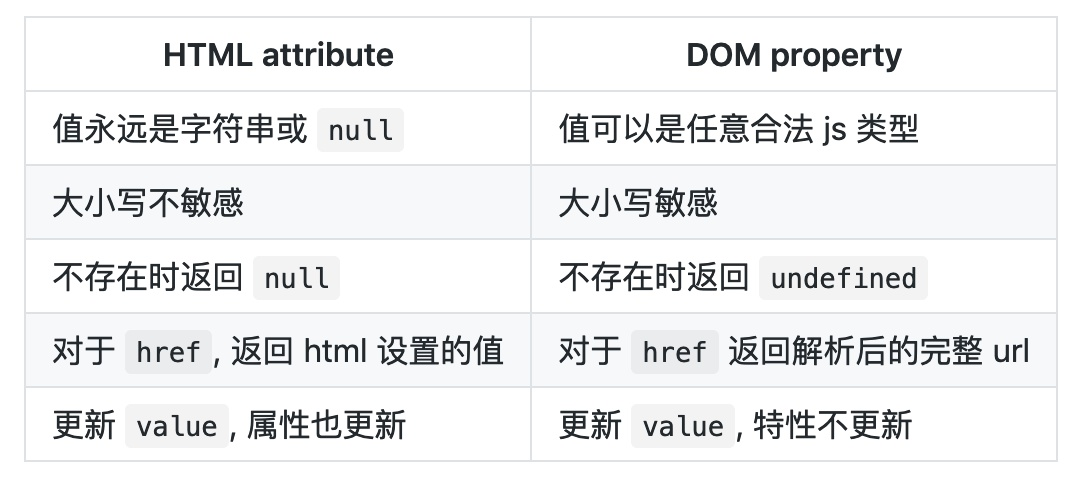 HTML attribute DOM property
值永远是字符串或 null 值可以是任意合法 js 类型
大小写不敏感 大小写敏感
不存在时返回 null 不存在时返回 undefined
对于 href, 返回 html 设置的值 对于 href 返回解析后的完整 url
更新 value, 属性也更新 更新 value, 特性不更新